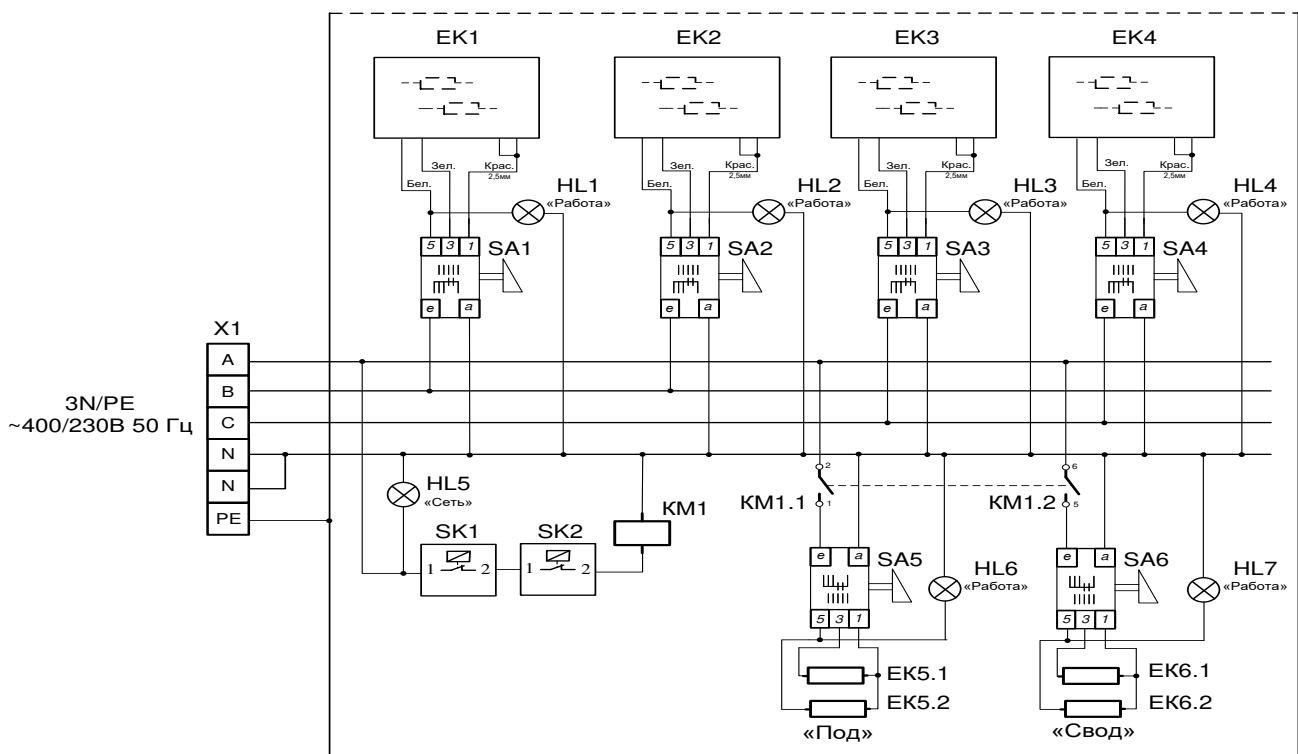 EK1 EK2 EK3 EK4
Зел. Крас. Зел. Крас. Зел. Крас. Зел. Крас.
2,5мм 2,5мм 2,5мм 2,5мм
Бел. Бел. Бел. Бел.
HL1 HL2 HL3 HL4
«Работа» «Работа» «Работа» «Работа»
5 3 1 SA1 5 3 1 SA2 5 3 1 SA3 5 3 1 SA4
e a e a e a e a
X1
A
B
3N/PE
C
~400/230В 50 Гц
N
N
PE
HL5
«Сеть»
2 6
KM1 KM1.1 KM1.2
1 5
SK1 SK2
1 2 1 2
e a SA5 e a SA6
HL6 HL7
«Работа» «Работа»
5 3 1 5 3 1
EK5.1 EK6.1
EK5.2 EK6.2
«Под» «Свод»